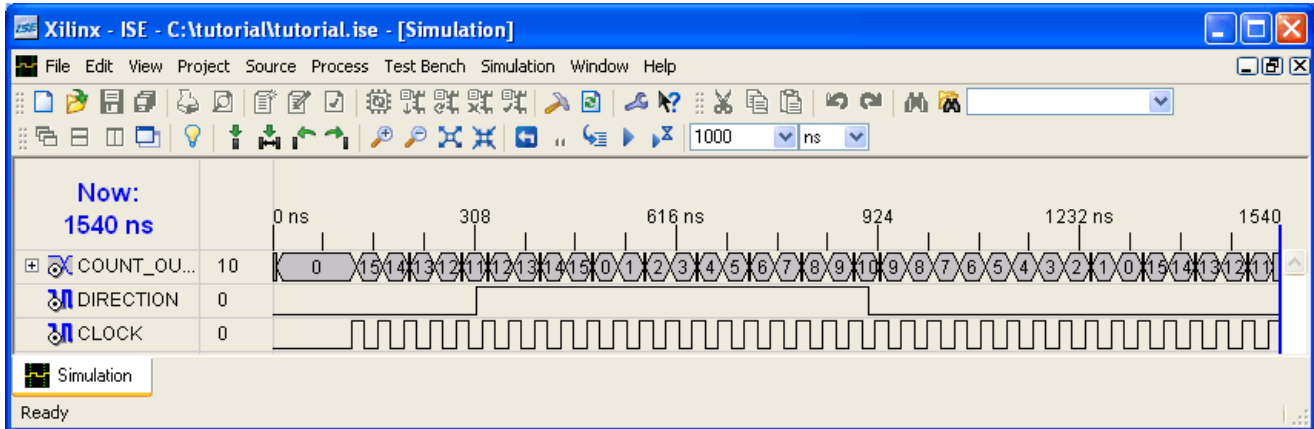 Xilinx - ISE - C:\tutorial\tutorial.ise - [Simulation]
File Edit View Project Source Process Test Bench Simulation Window Help
1000 ns
Now:
1540 ns
0 ns 308 616 ns 924 1232 ns 1540
COUNT_OU... 10 0 15 14 13 12 11 12 13 14 15 0 1 2 3 4 5 6 7 8 9 10 9 8 7 6 5 4 3 2 1 0 15 14 13 12 11
DIRECTION 0
CLOCK 0
Simulation
Ready